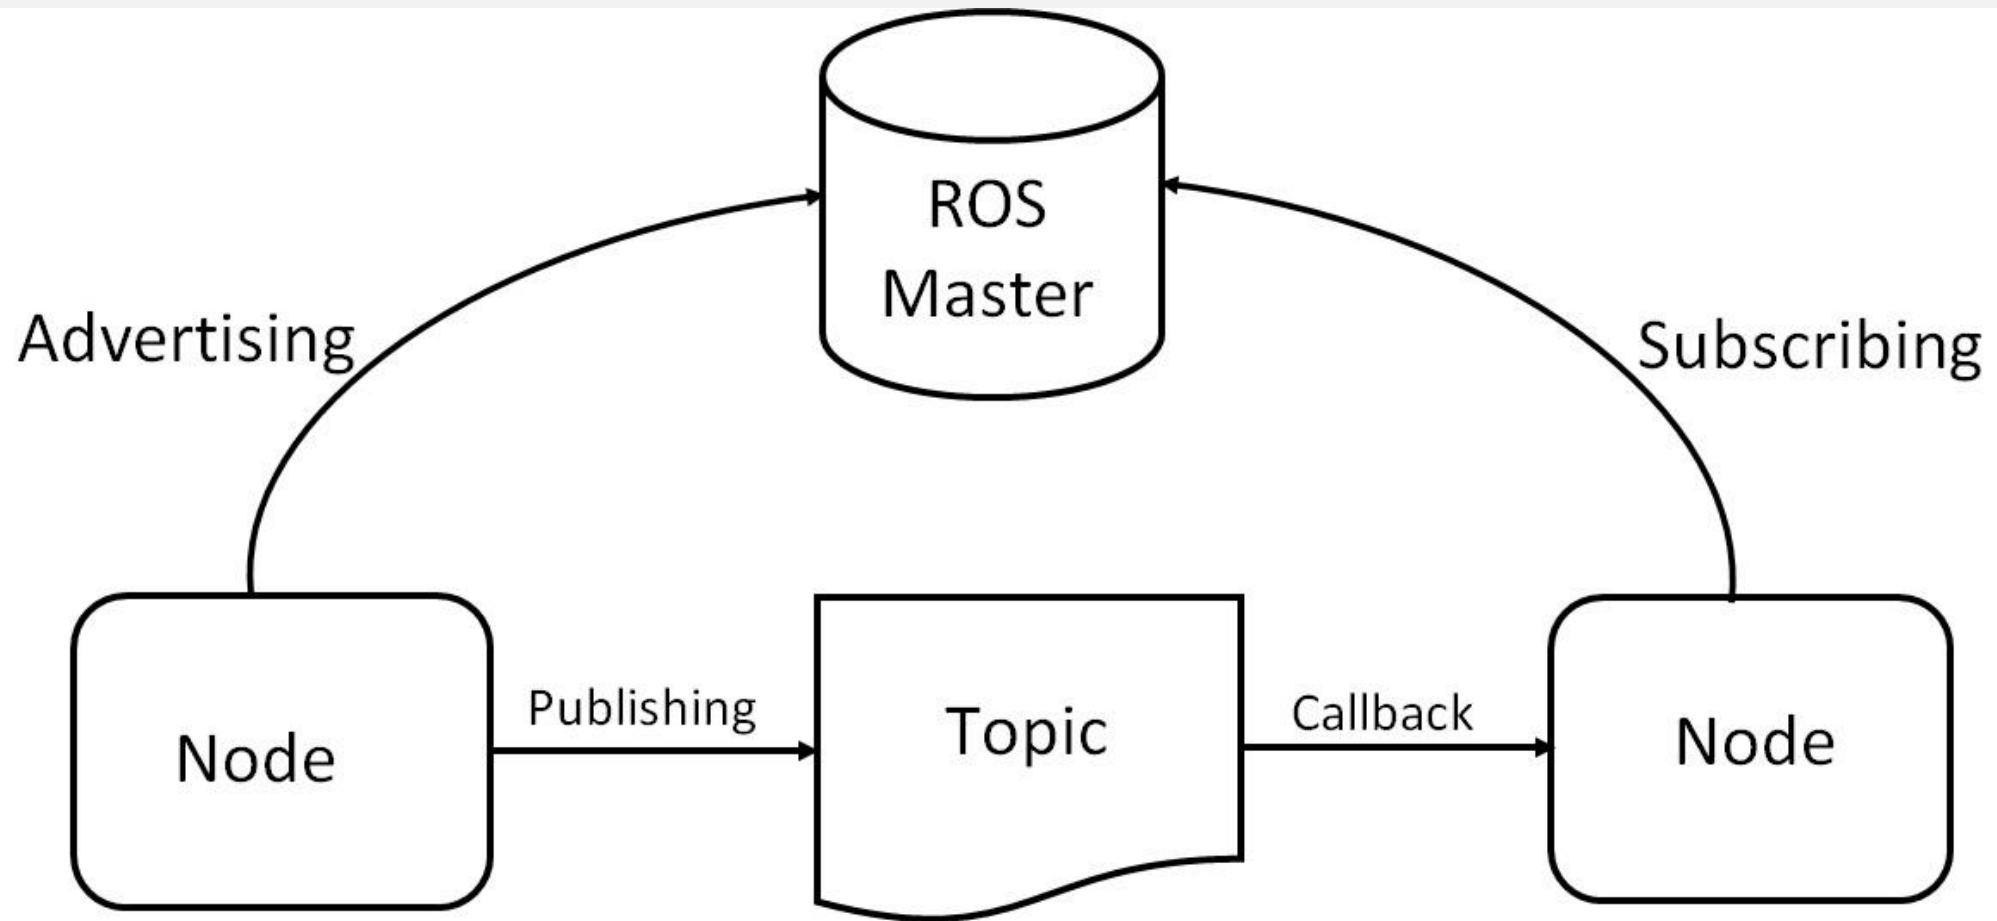 ROS
Master
Advertising
Subscribing
Node
Publishing
Topic
Callback
Node